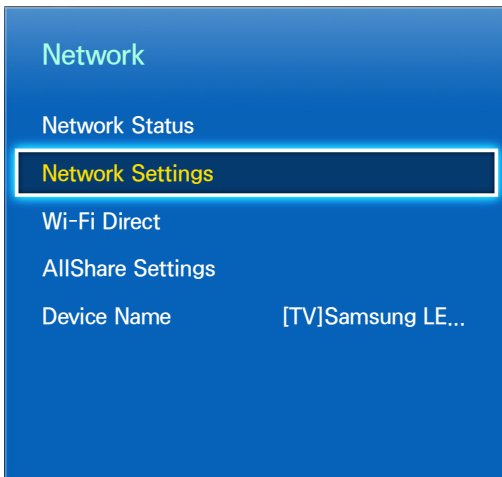 Network
Network Status
Network Settings
Wi-Fi Direct
AllShare Settings
Device Name [TV]Samsung LE...